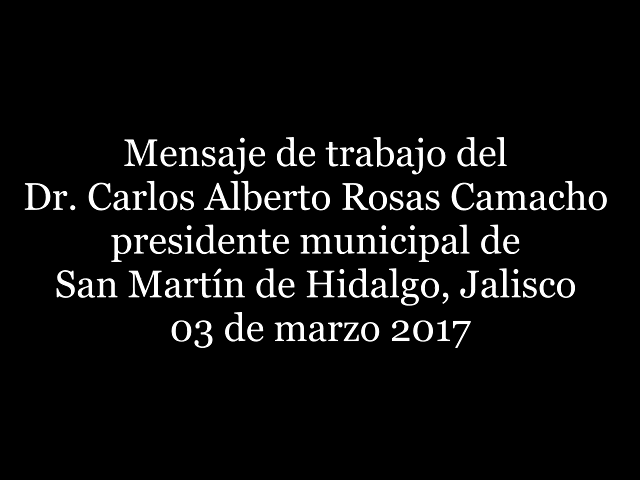 Mensaje de trabajo del
Dr. Carlos Alberto Rosas Camacho
presidente municipal de
San Martín de Hidalgo, Jalisco
03 de marzo 2017